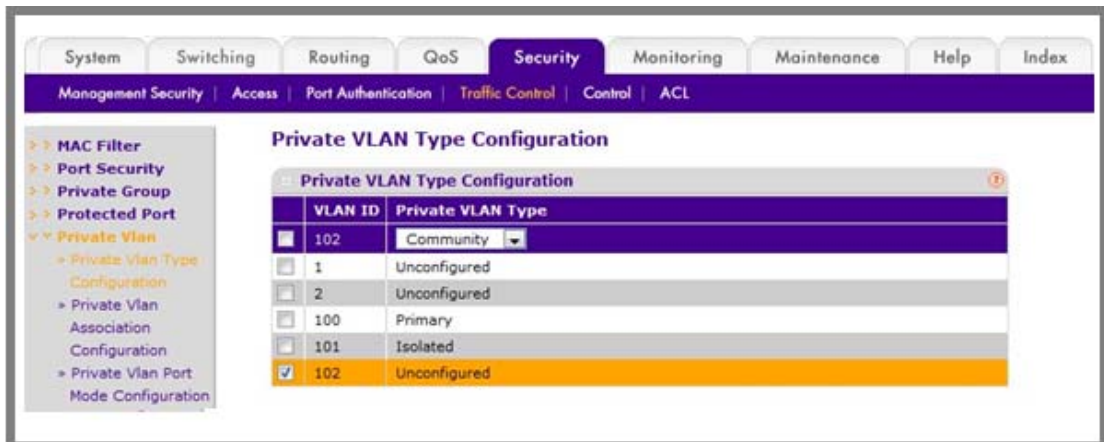 System Switching Routing QoS Security Monitoring Maintenance Help Index
Management Security | Access | Port Authentication | Traffic Control | Control | ACL
MAC Filter
Port Security
Private Group
Protected Port
Private Vlan
Private Vlan Type
Configuration
Private Vlan
Association
Configuration
Private Vlan Port
Mode Configuration
Private VLAN Type Configuration
Private VLAN Type Configuration ?
VLAN ID Private VLAN Type
102 Community
1 Unconfigured
2 Unconfigured
100 Primary
101 Isolated
102 Unconfigured